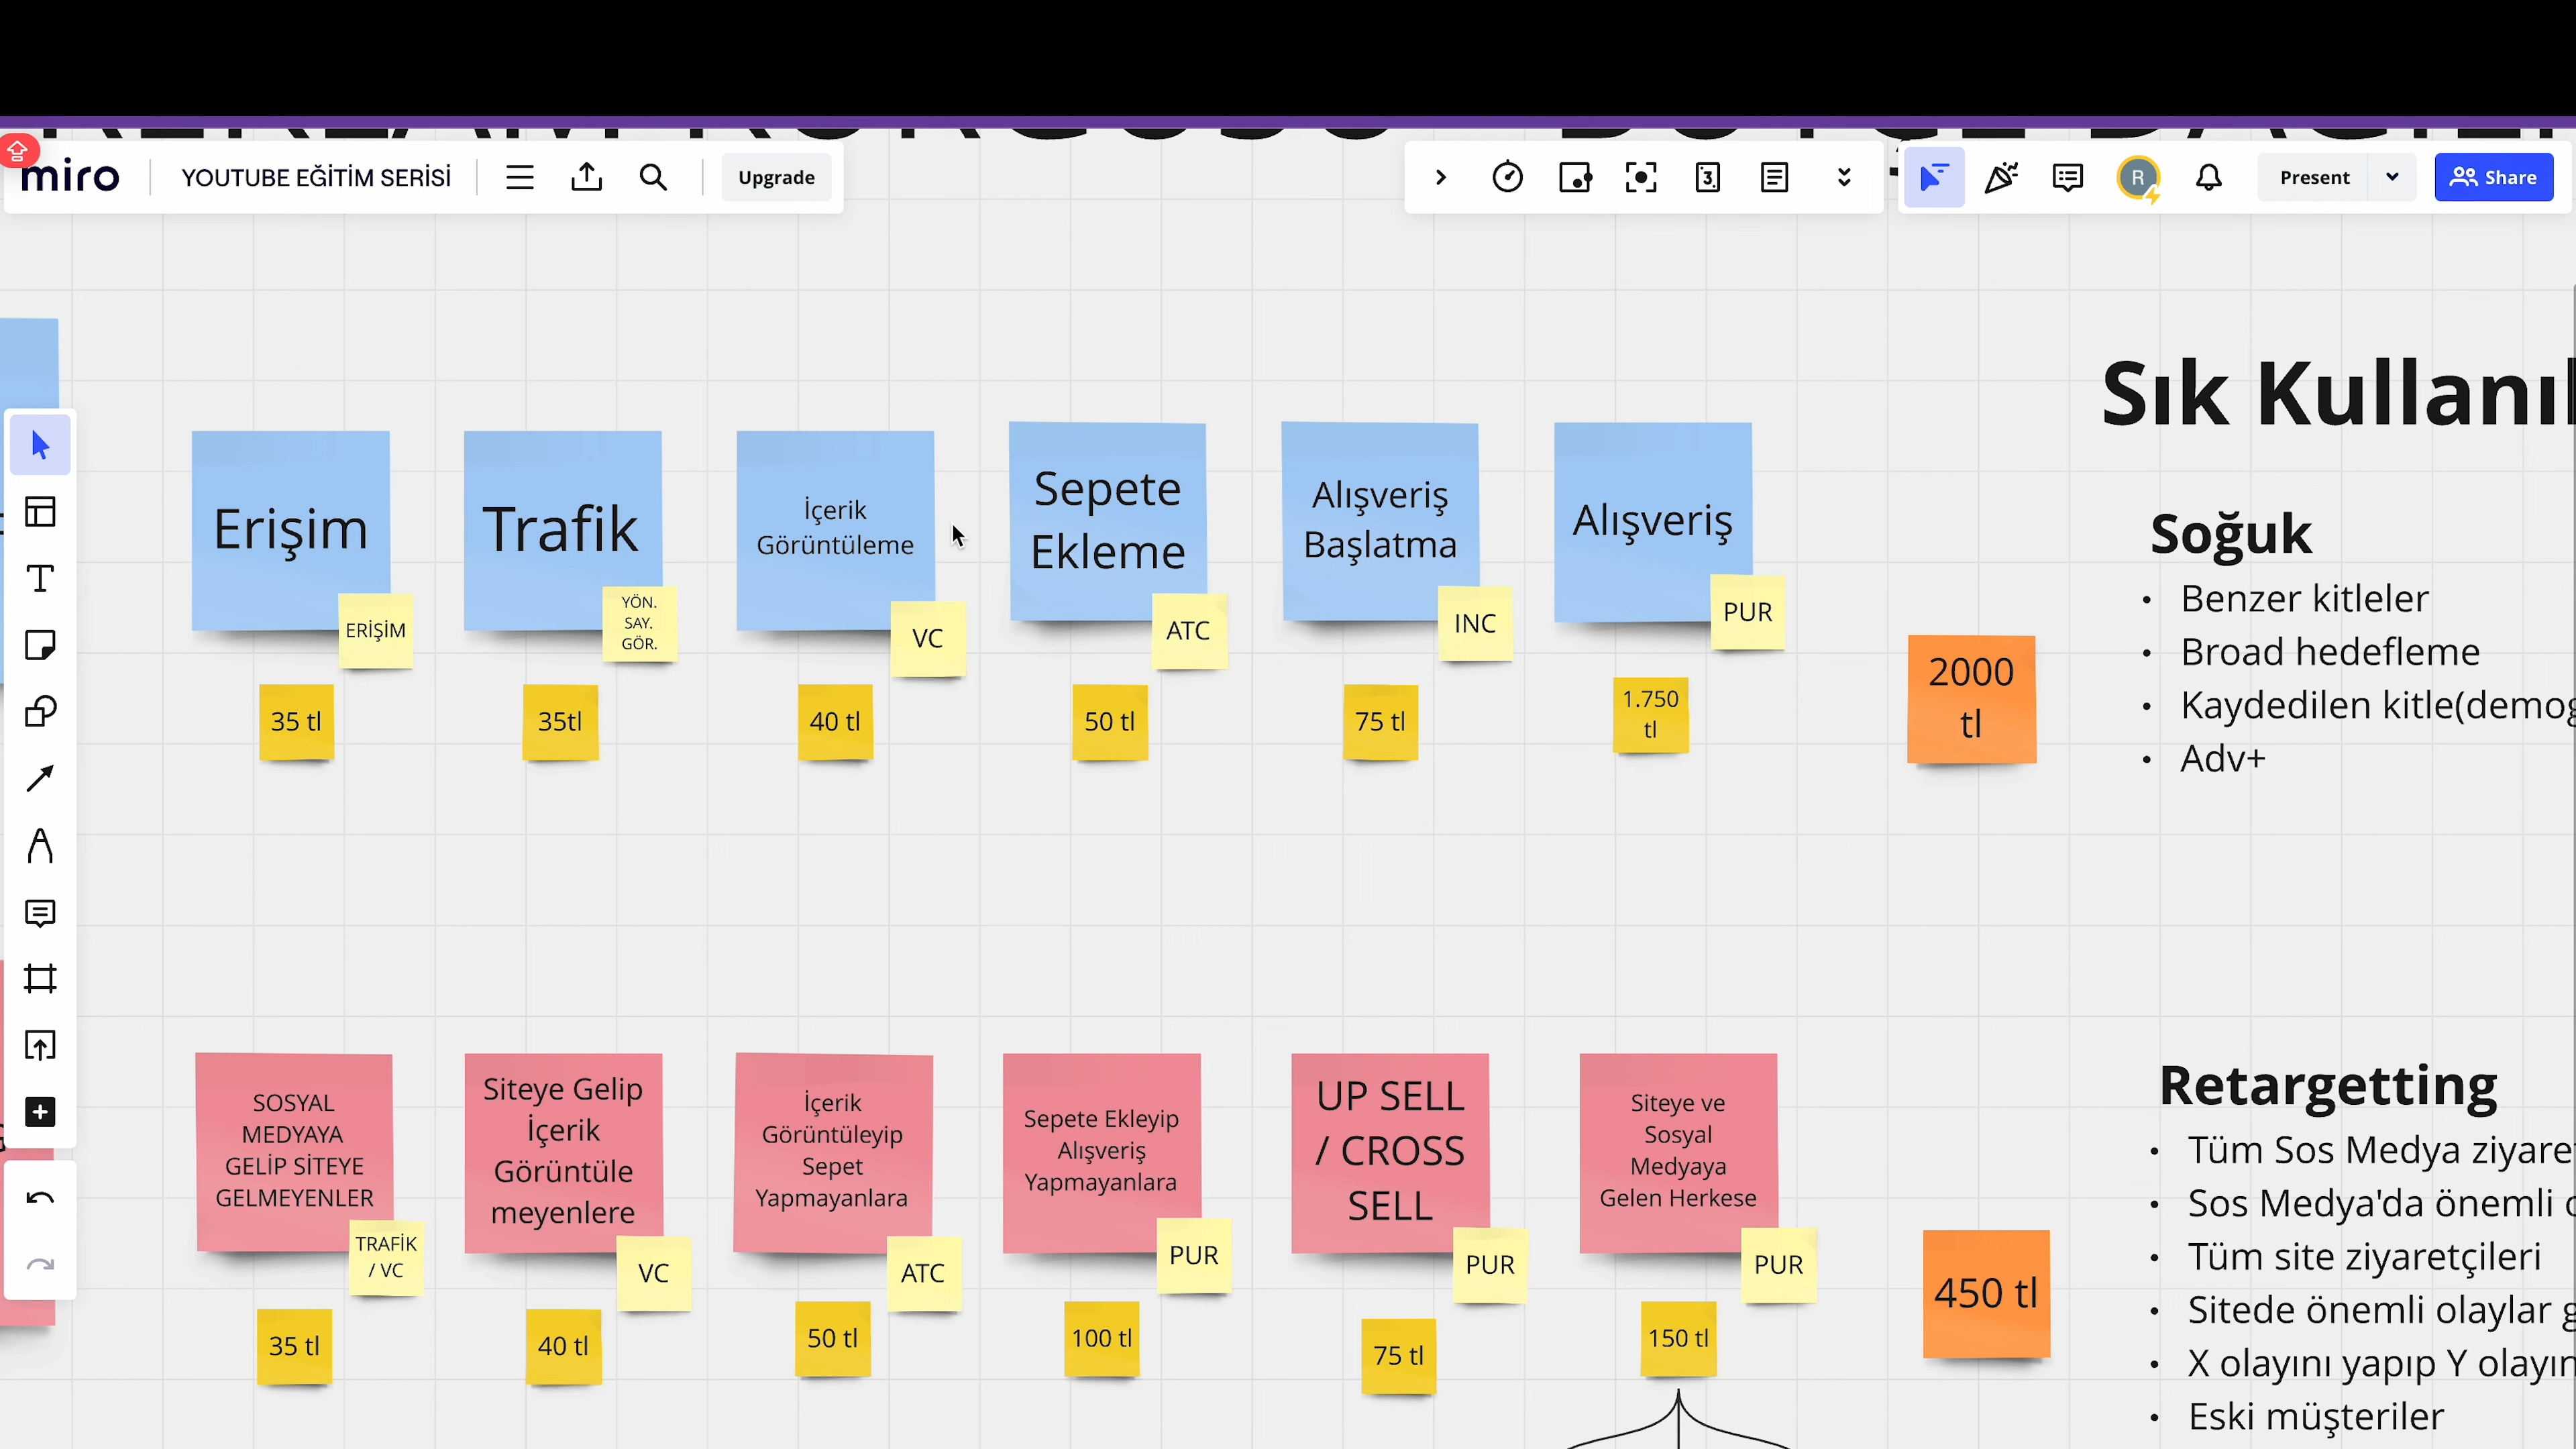 miro
YOUTUBE EĞİTİM SERİSİ
Upgrade
3
R
Present
Share
Sık Kullanıl
Erişim
ERİŞİM
35 tl
Trafik
YÖN.
SAY.
GÖR.
35tl
İçerik
Görüntüleme
VC
40 tl
Sepete
Ekleme
ATC
50 tl
Alışveriş
Başlatma
INC
75 tl
Alışveriş
PUR
1.750
tl
2000
tl
Soğuk
• Benzer kitleler
• Broad hedefleme
• Kaydedilen kitle(demog
• Adv+
SOSYAL
MEDYAYA
GELİP SİTEYE
GELMEYENLER
TRAFİK
/ VC
35 tl
Siteye Gelip
İçerik
Görüntüle
meyenlere
VC
40 tl
İçerik
Görüntüleyip
Sepet
Yapmayanlara
ATC
50 tl
Sepete Ekleyip
Alışveriş
Yapmayanlara
PUR
100 tl
UP SELL
/ CROSS
SELL
PUR
75 tl
Siteye ve
Sosyal
Medyaya
Gelen Herkese
PUR
150 tl
450 tl
Retargetting
• Tüm Sos Medya ziyare
• Sos Medya'da önemli
• Tüm site ziyaretçileri
• Sitede önemli olaylar
• X olayını yapıp Y olayın
• Eski müşteriler